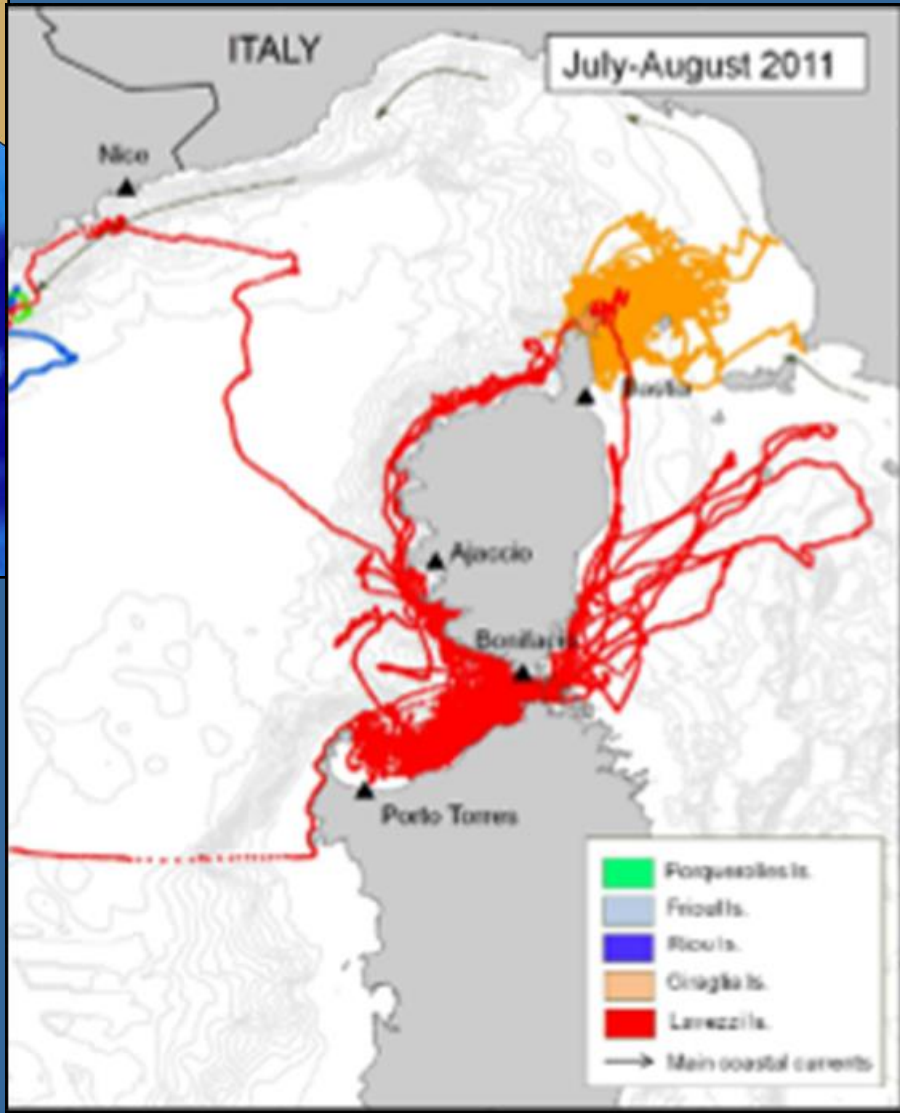 ITALY
July-August 2011
Nice
Bastia
Ajaccio
Bonifacio
Porto Torres
Porquerolles Is.
Frioul Is.
Riou Is.
Giraglia Is.
Lavezzi Is.
Main coastal currents